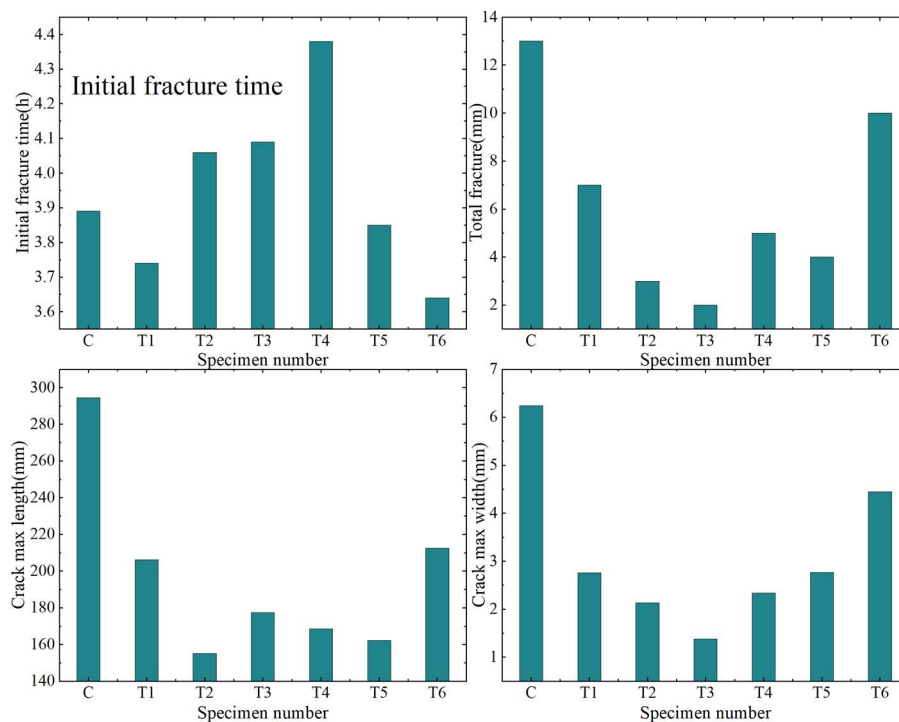 4.4
4.3
4.2
4.1
4.0
3.9
3.8
3.7
3.6
Initial fracture time(h)
Initial fracture time
C T1 T2 T3 T4 T5 T6
Specimen number
14
12
10
8
6
4
2
Total fracture(mm)
C T1 T2 T3 T4 T5 T6
Specimen number
300
280
260
240
220
200
180
160
140
Crack max length(mm)
C T1 T2 T3 T4 T5 T6
Specimen number
7
6
5
4
3
2
1
Crack max width(mm)
C T1 T2 T3 T4 T5 T6
Specimen number